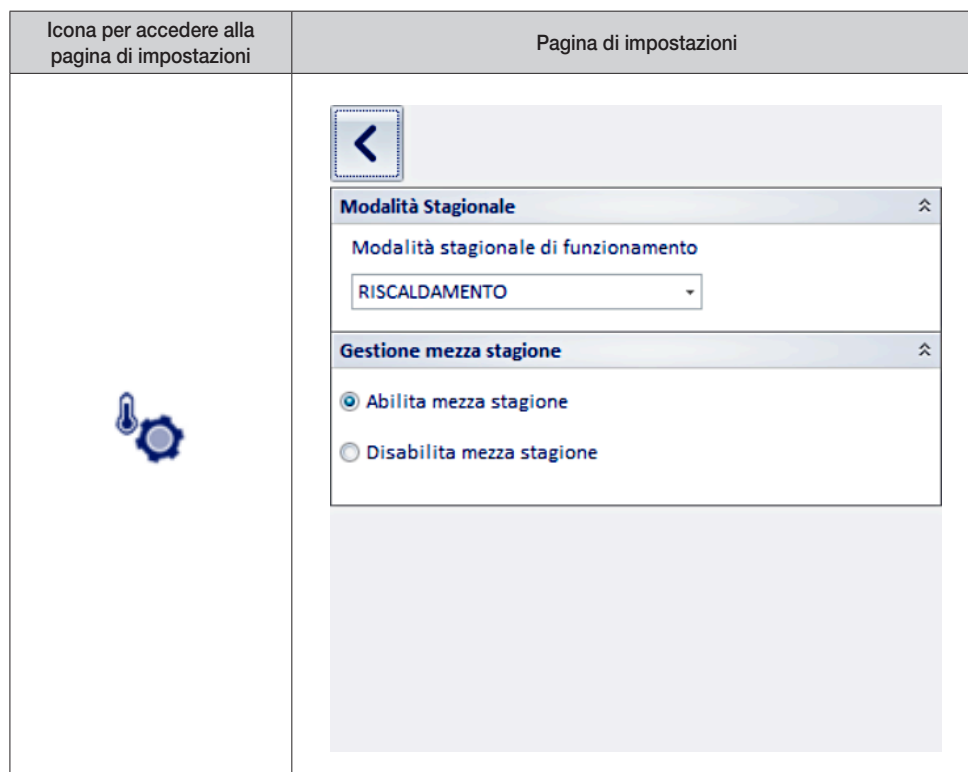 Icona per accedere alla
pagina di impostazioni
Pagina di impostazioni
Modalità Stagionale
Modalità stagionale di funzionamento
RISCALDAMENTO
Gestione mezza stagione
Abilita mezza stagione
Disabilita mezza stagione